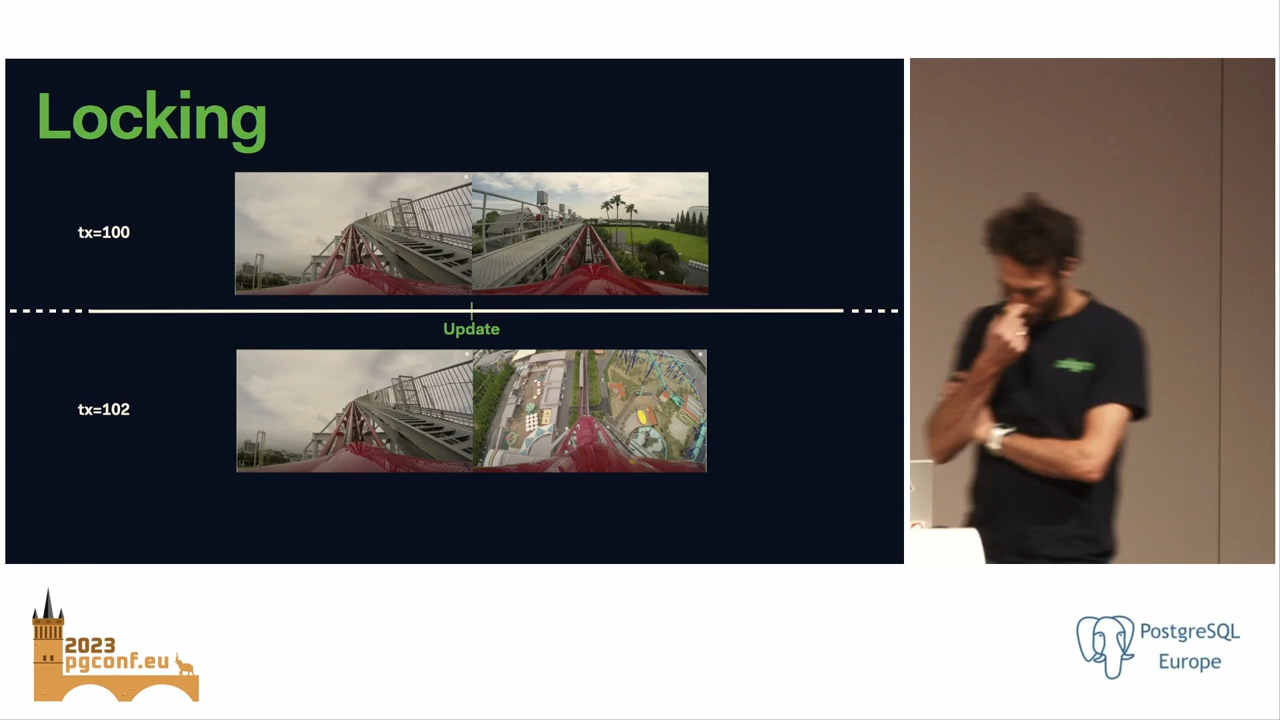 Locking
tx=100
Update
tx=102
2023
pgconf.eu
PostgreSQL
Europe